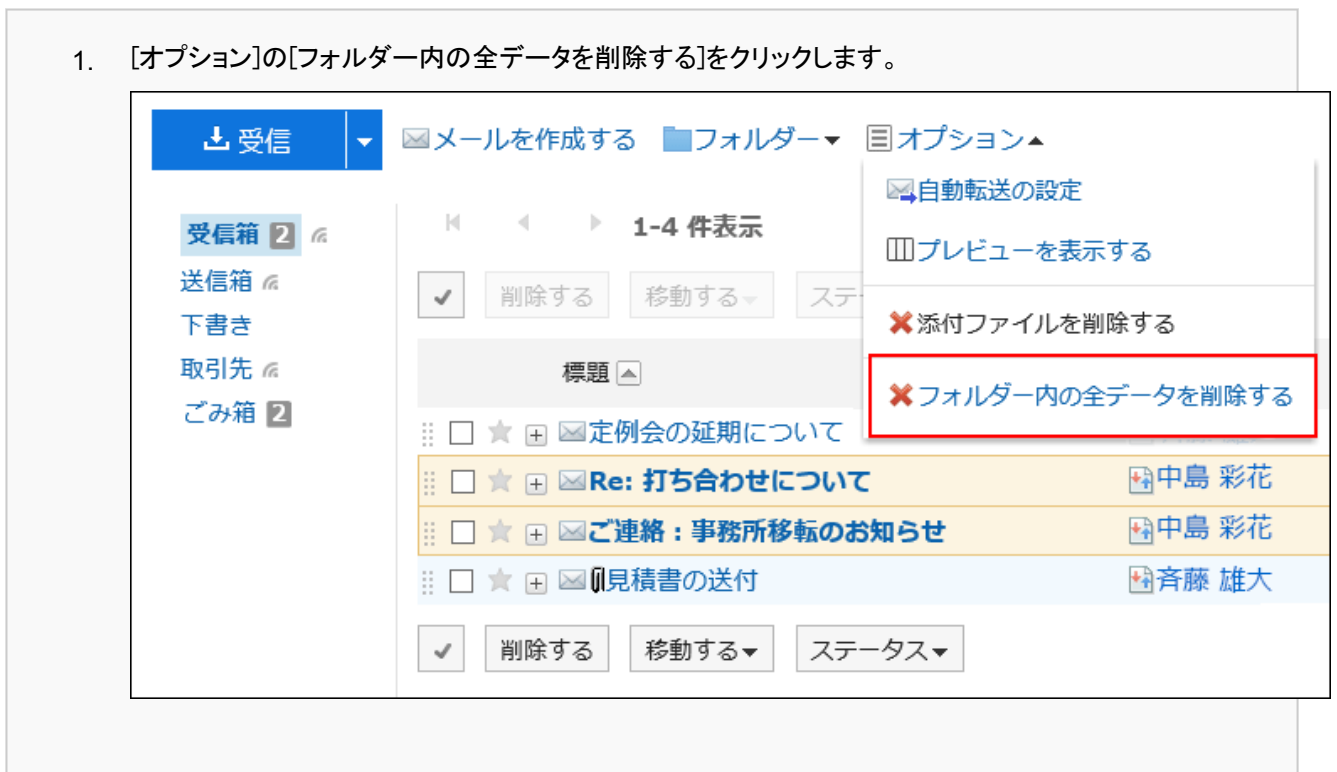 1. [オプション]の[フォルダー内の全データを削除する]をクリックします。
受信 メールを作成する フォルダー▼ オプション▲
自動転送の設定
受信箱 2 1-4 件表示
プレビューを表示する
送信箱
削除する 移動する ステー
下書き 添付ファイルを削除する
取引先 標題
フォルダー内の全データを削除する
ごみ箱 2
定例会の延期について
Re: 打ち合わせについて 中島 彩花
ご連絡：事務所移転のお知らせ 中島 彩花
見積書の送付 斉藤 雄大
削除する 移動する▼ ステータス▼